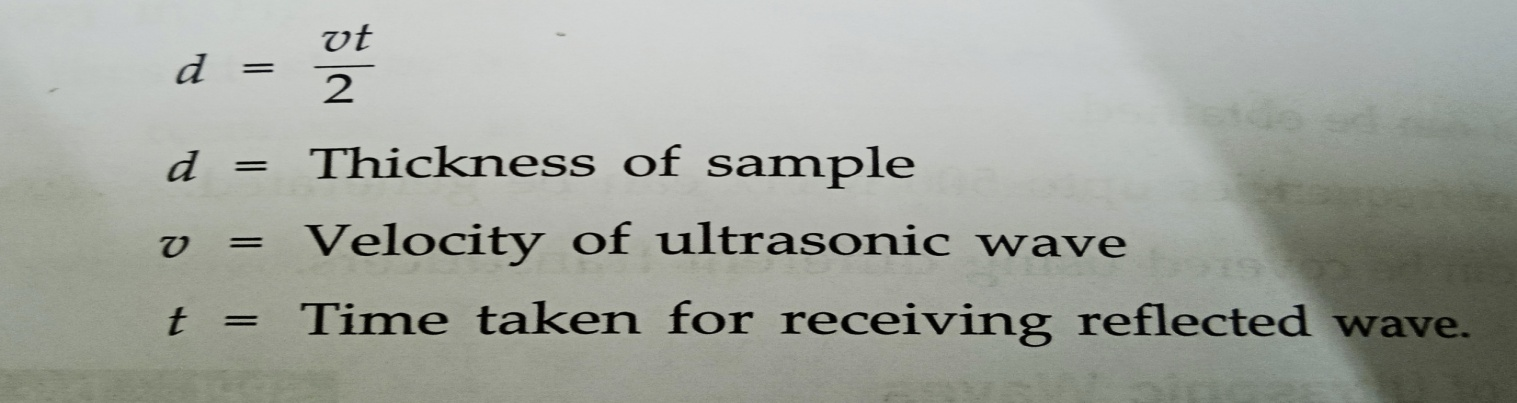 d = vt/2
d = Thickness of sample
v = Velocity of ultrasonic wave
t = Time taken for receiving reflected wave.